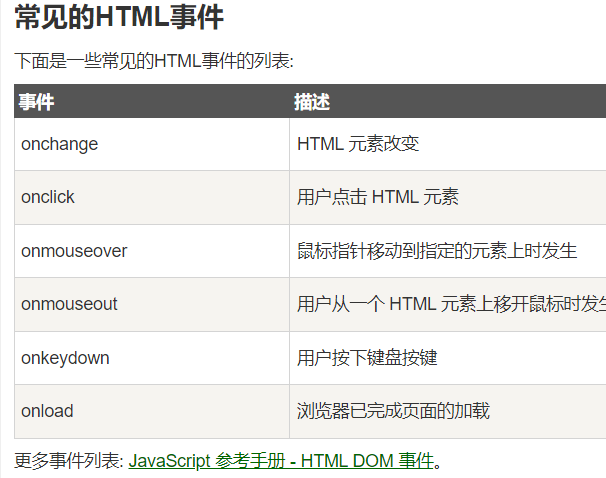 常见的HTML事件
下面是一些常见的HTML事件的列表:
事件 描述
onchange HTML 元素改变
onclick 用户点击 HTML 元素
onmouseover 鼠标指针移动到指定的元素上时发生
onmouseout 用户从一个 HTML 元素上移开鼠标时发生
onkeydown 用户按下键盘按键
onload 浏览器已完成页面的加载
更多事件列表: JavaScript 参考手册 - HTML DOM 事件。